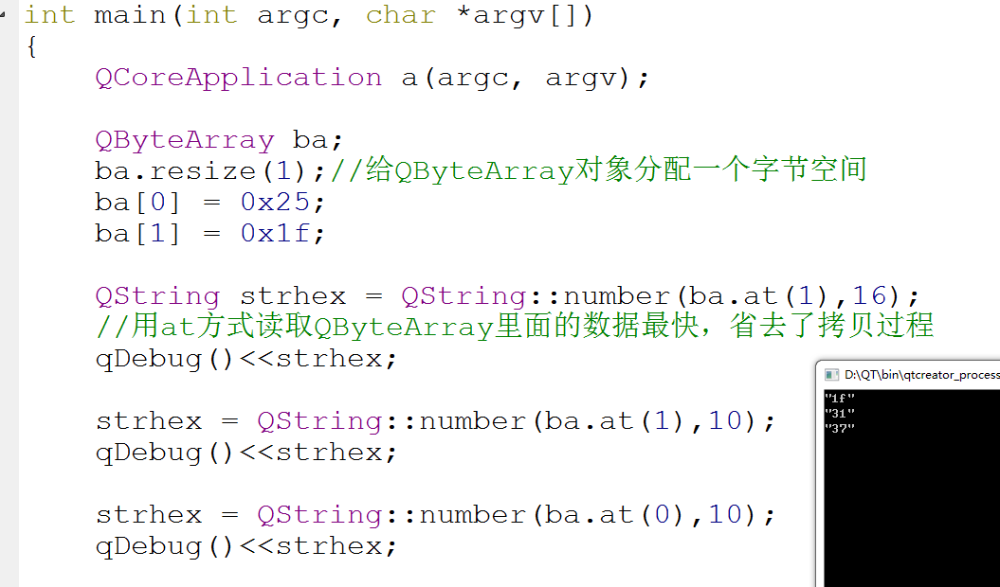 int main(int argc, char *argv[])
{
QCoreApplication a(argc, argv);
QByteArray ba;
ba.resize(1);//给QByteArray对象分配一个字节空间
ba[0] = 0x25;
ba[1] = 0x1f;
QString strhex = QString::number(ba.at(1),16);
//用at方式读取QByteArray里面的数据最快，省去了拷贝过程
qDebug()<<strhex;
strhex = QString::number(ba.at(1),10);
qDebug()<<strhex;
strhex = QString::number(ba.at(0),10);
qDebug()<<strhex;
D:\QT\bin\qtcreator_process
"1f"
"31"
"37"